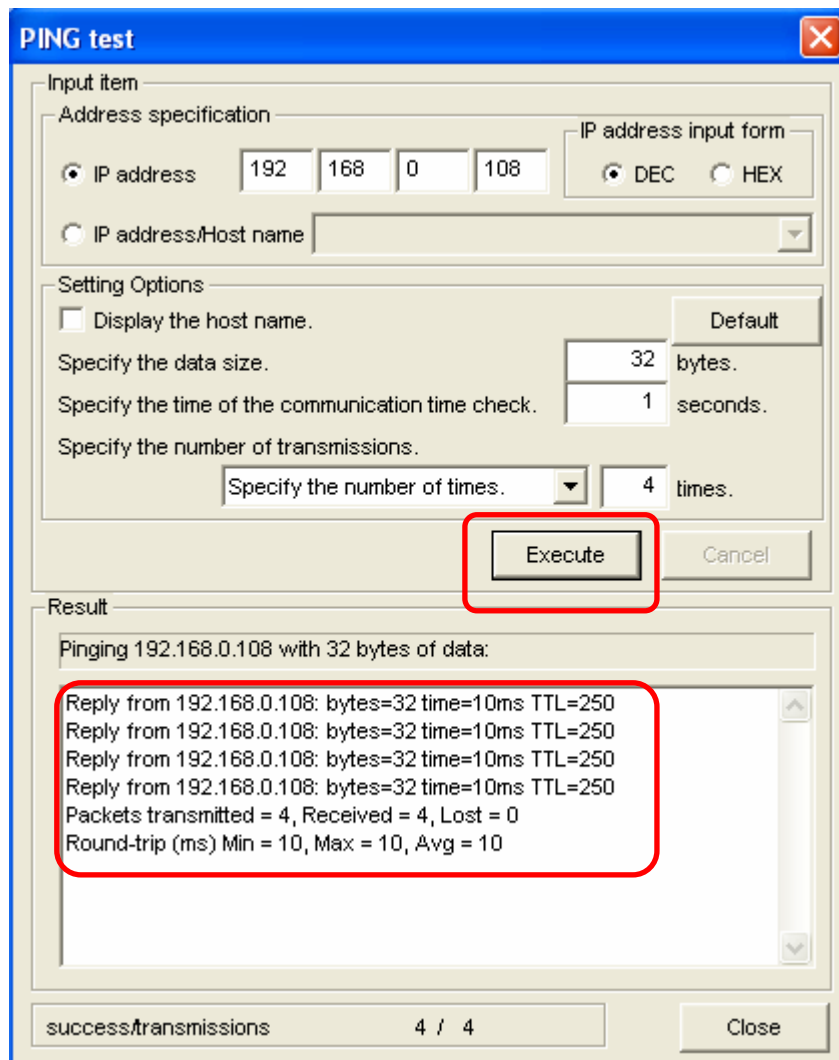 PING test
Input item
Address specification
IP address input form
IP address 192 168 0 108
DEC HEX
IP address/Host name
Setting Options
Display the host name.
Default
Specify the data size. 32 bytes.
Specify the time of the communication time check. 1 seconds.
Specify the number of transmissions.
Specify the number of times. 4 times.
Execute Cancel
Result
Pinging 192.168.0.108 with 32 bytes of data:
Reply from 192.168.0.108: bytes=32 time=10ms TTL=250
Reply from 192.168.0.108: bytes=32 time=10ms TTL=250
Reply from 192.168.0.108: bytes=32 time=10ms TTL=250
Reply from 192.168.0.108: bytes=32 time=10ms TTL=250
Packets transmitted = 4, Received = 4, Lost = 0
Round-trip (ms) Min = 10, Max = 10, Avg = 10
success/transmissions 4 / 4 Close